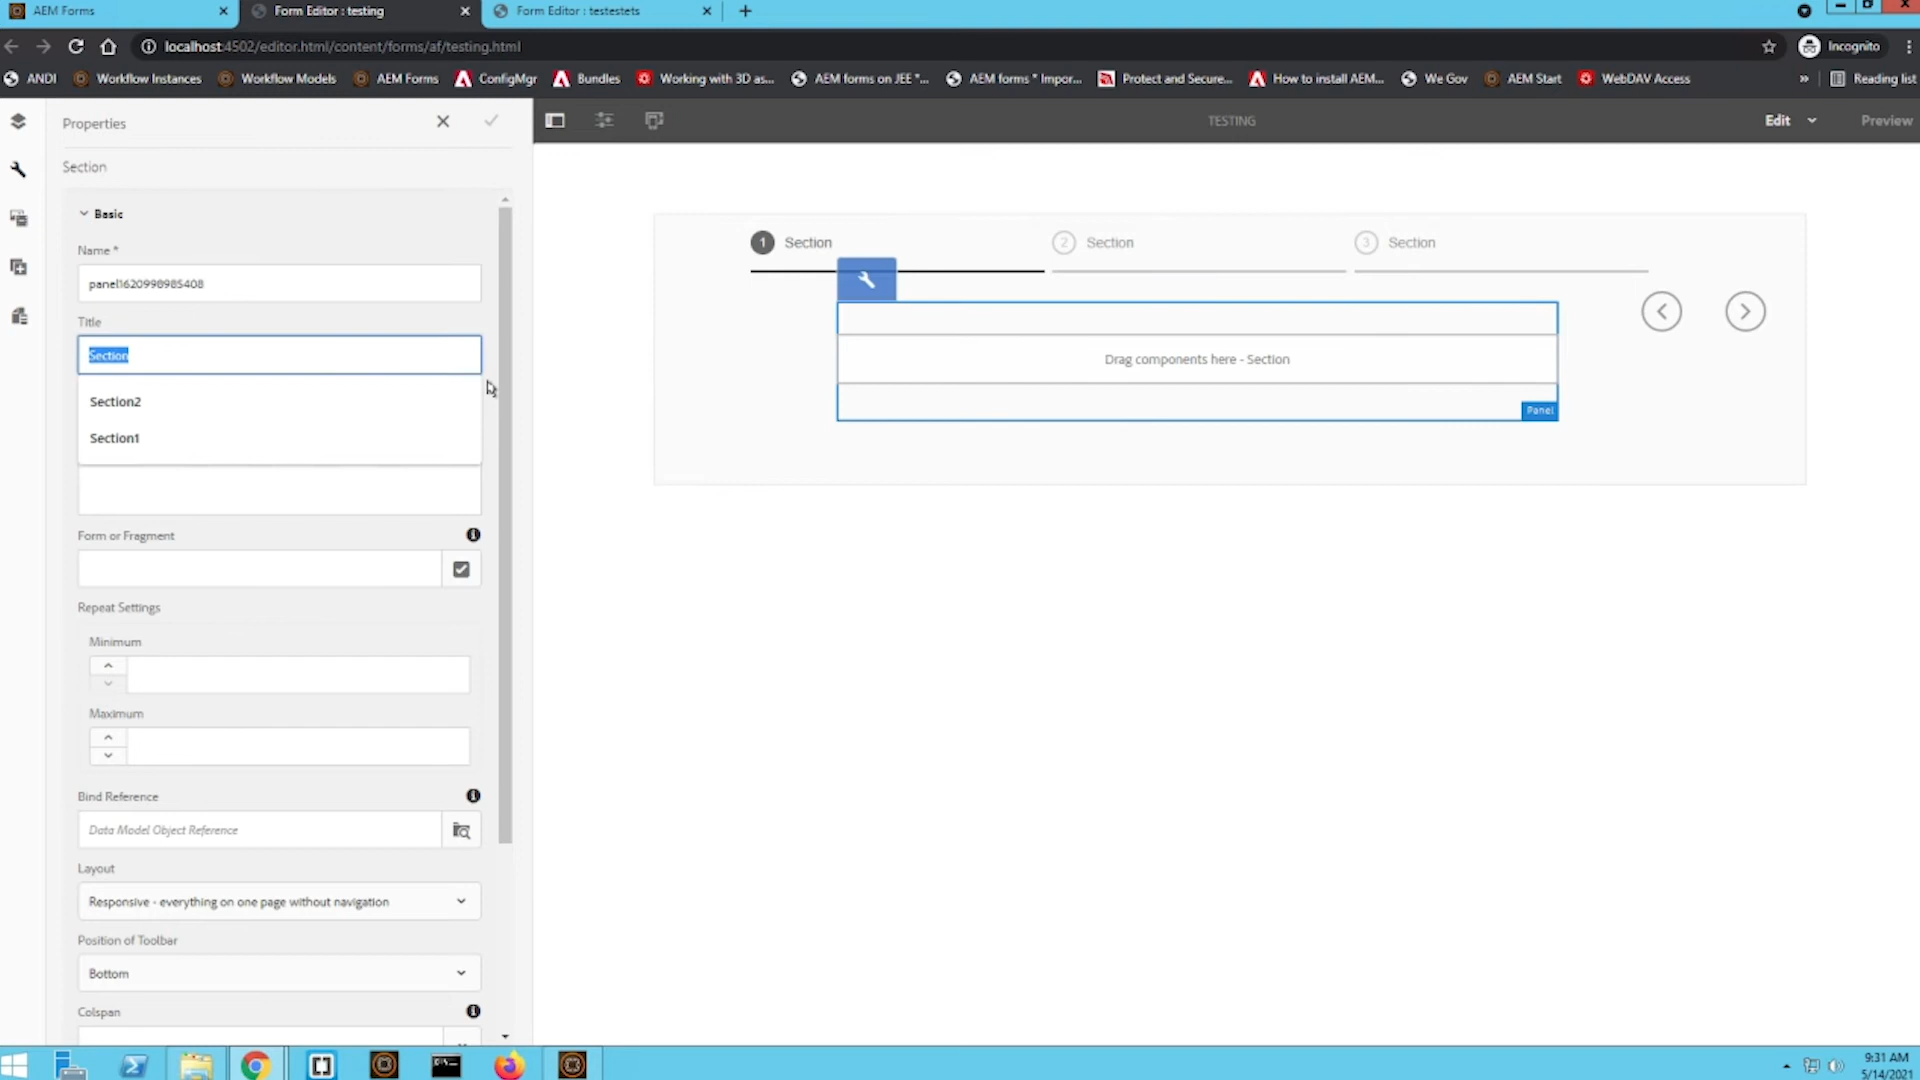 AEM Forms
Form Editor : testing
Form Editor : testestets
localhost:4502/editor.html/content/forms/af/testing.html
Incognito
ANDI
Workflow Instances
Workflow Models
AEM Forms
ConfigMgr
Bundles
Working with 3D as...
AEM forms on JEE *...
AEM forms * Impor...
Protect and Secure...
How to install AEM...
We Gov
AEM Start
WebDAV Access
»
Reading list
Properties
TESTING
Edit
Preview
Section
Basic
Name *
panel1620998985408
Title
Section
Section2
Section1
Form or Fragment
Repeat Settings
Minimum
Maximum
Bind Reference
Data Model Object Reference
Layout
Responsive - everything on one page without navigation
Position of Toolbar
Bottom
Colspan
1 Section
2 Section
3 Section
Drag components here - Section
Panel
9:31 AM
5/14/2021